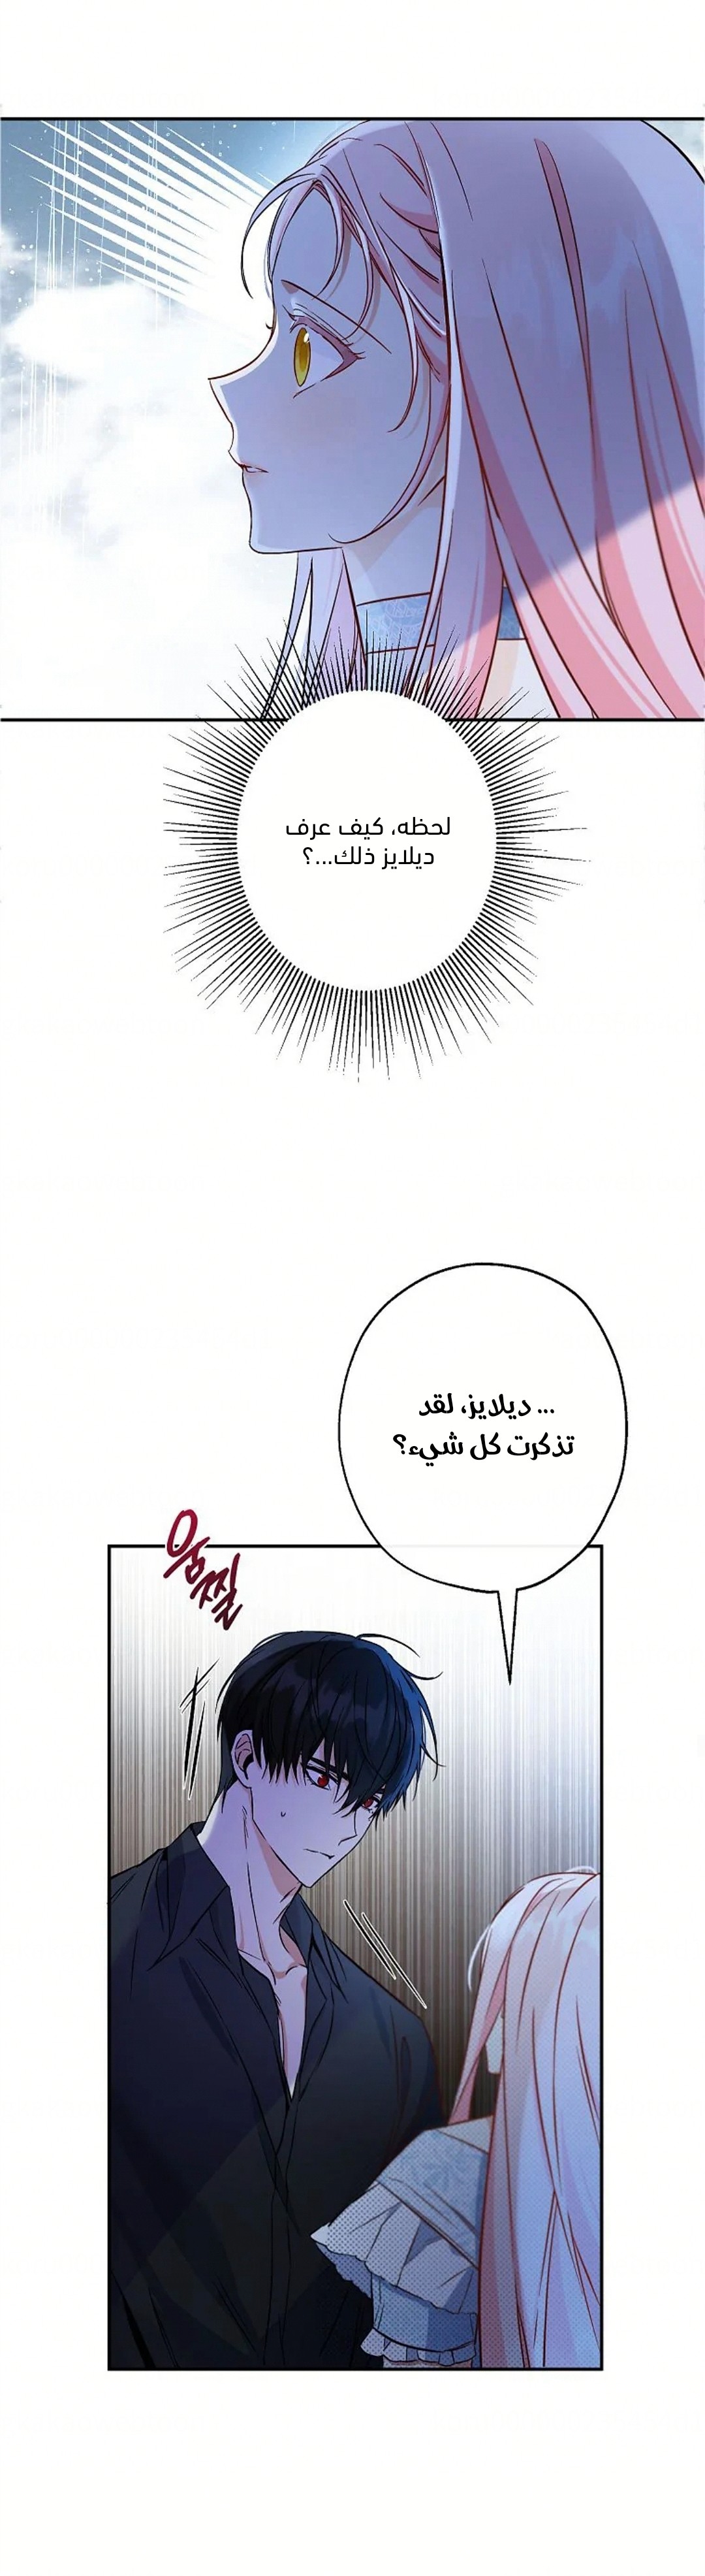 لحظه، كيف عرف
ديلايز ذلك...؟
... ديلايز، لقد
تذكرت كل شيء؟
움찔